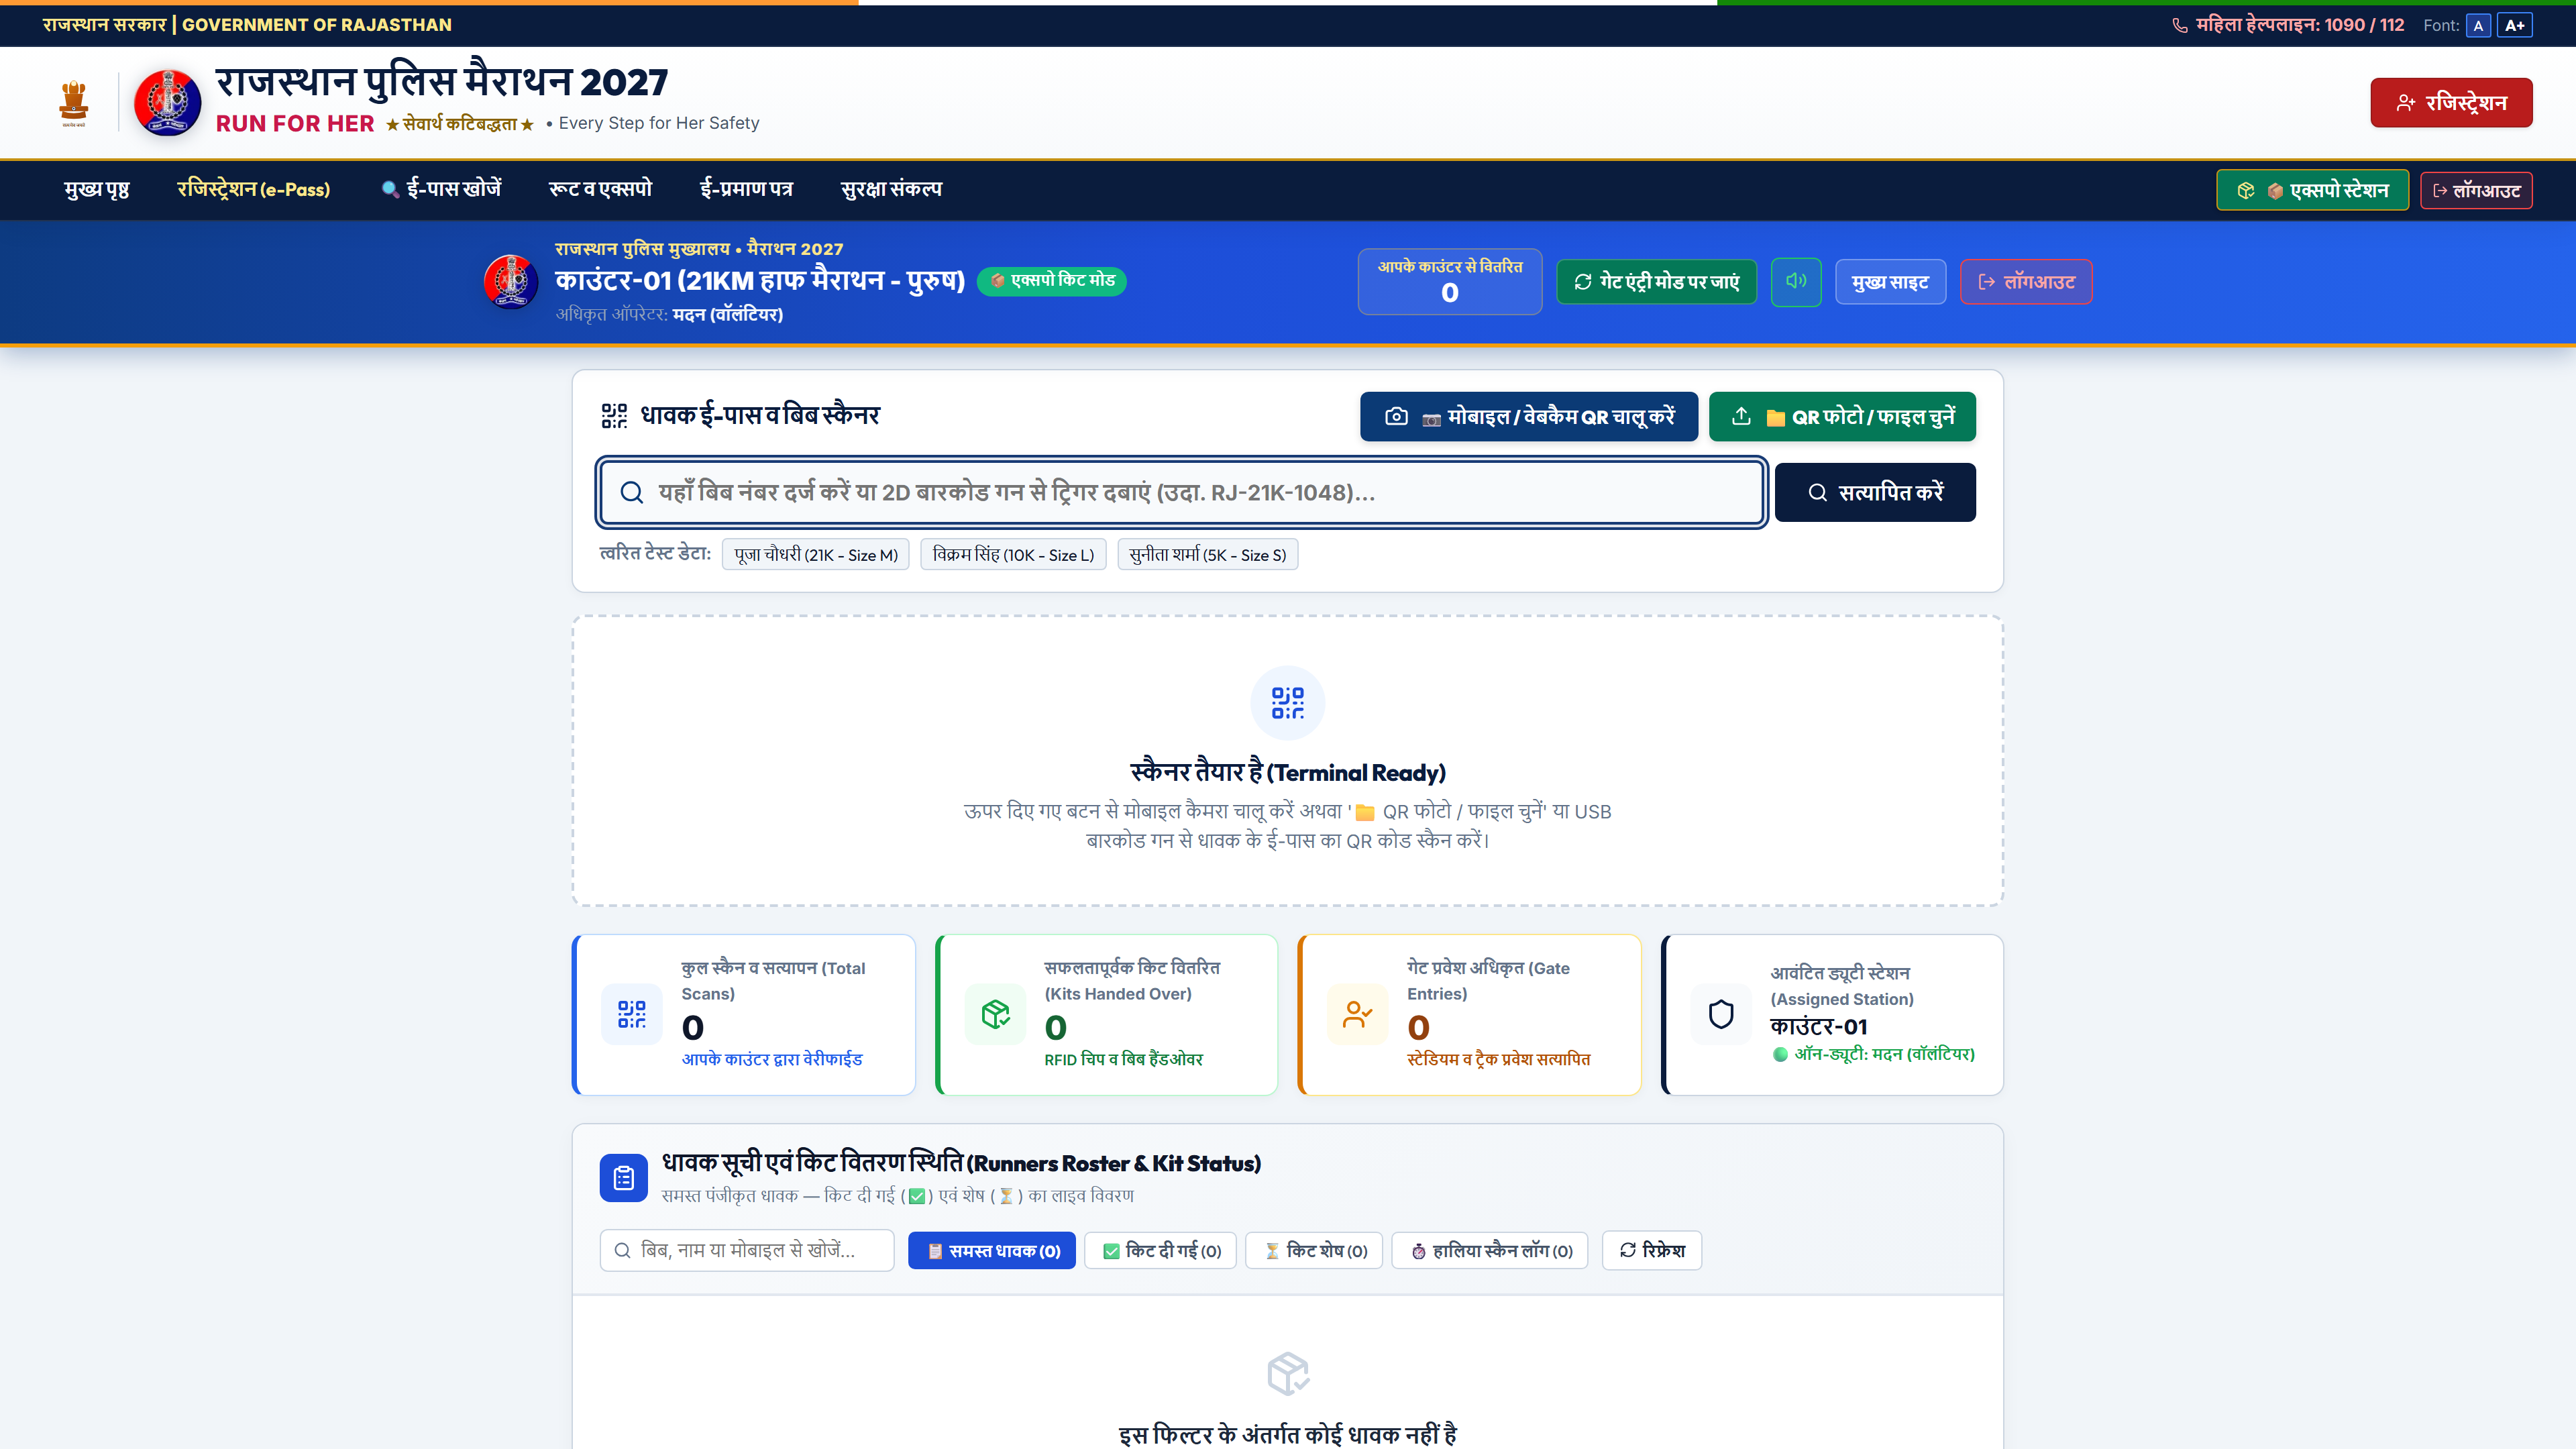 राजस्थान सरकार | GOVERNMENT OF RAJASTHAN
महिला हेल्पलाइन: 1090 / 112 Font: A A+
राजस्थान पुलिस मैराथन 2027
RUN FOR HER ★ सेवार्थ कटिबद्धता ★ • Every Step for Her Safety
रजिस्ट्रेशन
मुख्य पृष्ठ रजिस्ट्रेशन (e-Pass) 🔍 ई-पास खोजें रूट व एक्सपो ई-प्रमाण पत्र सुरक्षा संकल्प
📦 एक्सपो स्टेशन लॉगआउट
राजस्थान पुलिस मुख्यालय • मैराथन 2027
काउंटर-01 (21KM हाफ मैराथन - पुरुष) 📦 एक्सपो किट मोड
अधिकृत ऑपरेटर: मदन (वॉलंटियर)
आपके काउंटर से वितरित
0
गेट एंट्री मोड पर जाएं मुख्य साइट लॉगआउट
धावक ई-पास व बिब स्कैनर
📷 मोबाइल / वेबकैम QR चालू करें 📁 QR फोटो / फाइल चुनें
यहाँ बिब नंबर दर्ज करें या 2D बारकोड गन से ट्रिगर दबाएं (उदा. RJ-21K-1048)...
सत्यापित करें
त्वरित टेस्ट डेटा: पूजा चौधरी (21K - Size M) विक्रम सिंह (10K - Size L) सुनीता शर्मा (5K - Size S)
स्कैनर तैयार है (Terminal Ready)
ऊपर दिए गए बटन से मोबाइल कैमरा चालू करें अथवा '📁 QR फोटो / फाइल चुनें' या USB
बारकोड गन से धावक के ई-पास का QR कोड स्कैन करें।
कुल स्कैन व सत्यापन (Total
Scans)
0
आपके काउंटर द्वारा वेरीफाईड
सफलतापूर्वक किट वितरित
(Kits Handed Over)
0
RFID चिप व बिब हैंडओवर
गेट प्रवेश अधिकृत (Gate
Entries)
0
स्टेडियम व ट्रैक प्रवेश सत्यापित
आवंटित ड्यूटी स्टेशन
(Assigned Station)
काउंटर-01
🟢 ऑन-ड्यूटी: मदन (वॉलंटियर)
धावक सूची एवं किट वितरण स्थिति (Runners Roster & Kit Status)
समस्त पंजीकृत धावक — किट दी गई (✅) एवं शेष (⏳) का लाइव विवरण
बिब, नाम या मोबाइल से खोजें...
📋 समस्त धावक (0) ✅ किट दी गई (0) ⏳ किट शेष (0) ⏱️ हालिया स्कैन लॉग (0) रिफ्रेश
इस फिल्टर के अंतर्गत कोई धावक नहीं है